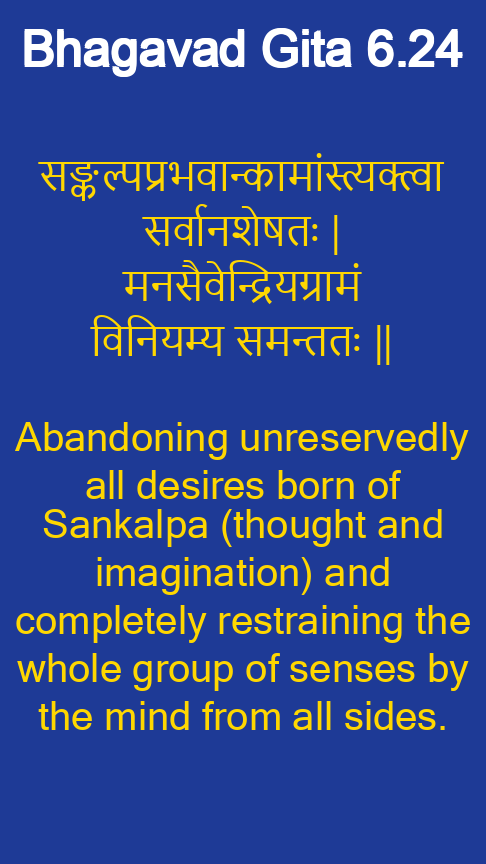 Bhagavad Gita 6.24
सङ्कल्पप्रभवान्कामांस्त्यक्त्वा
सर्वानशेषतः |
मनसैवेन्द्रियग्रामं
विनियम्य समन्ततः ||
Abandoning unreservedly
all desires born of
Sankalpa (thought and
imagination) and
completely restraining the
whole group of senses by
the mind from all sides.